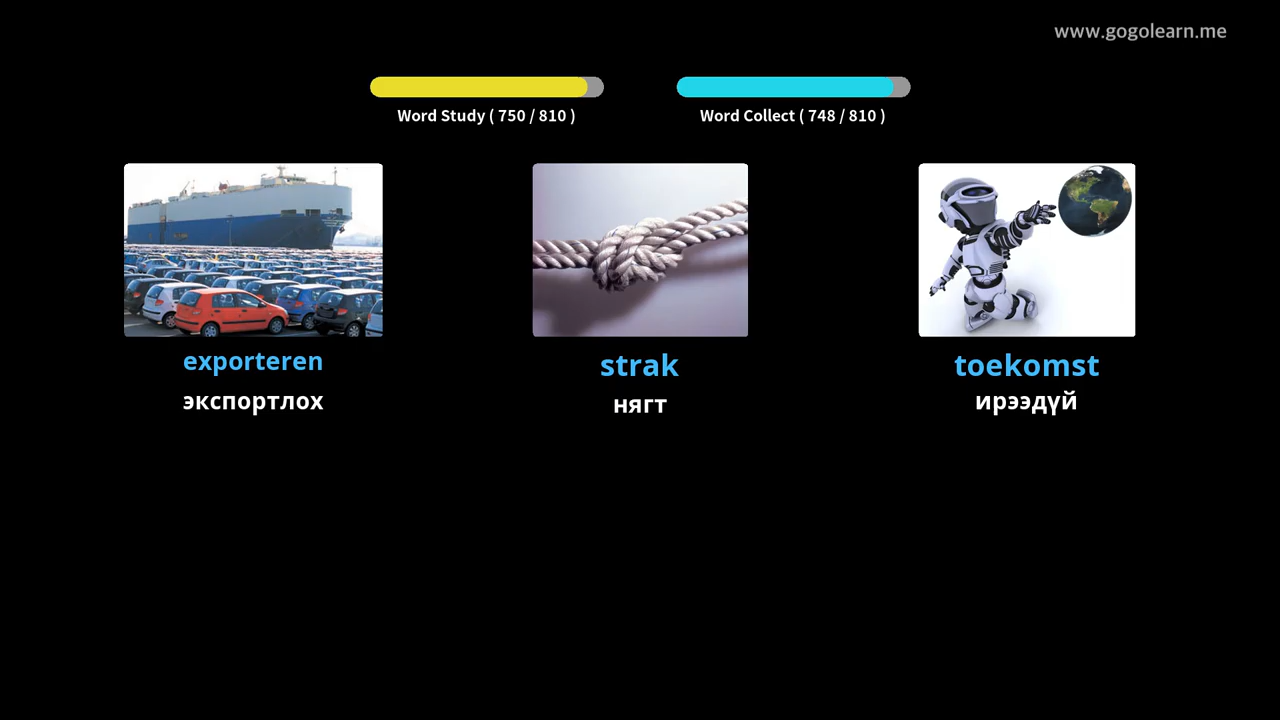 www.gogolearn.me
Word Study ( 750 / 810 )
Word Collect ( 748 / 810 )
exporteren
экспортлох
strak
нягт
toekomst
ирээдүй